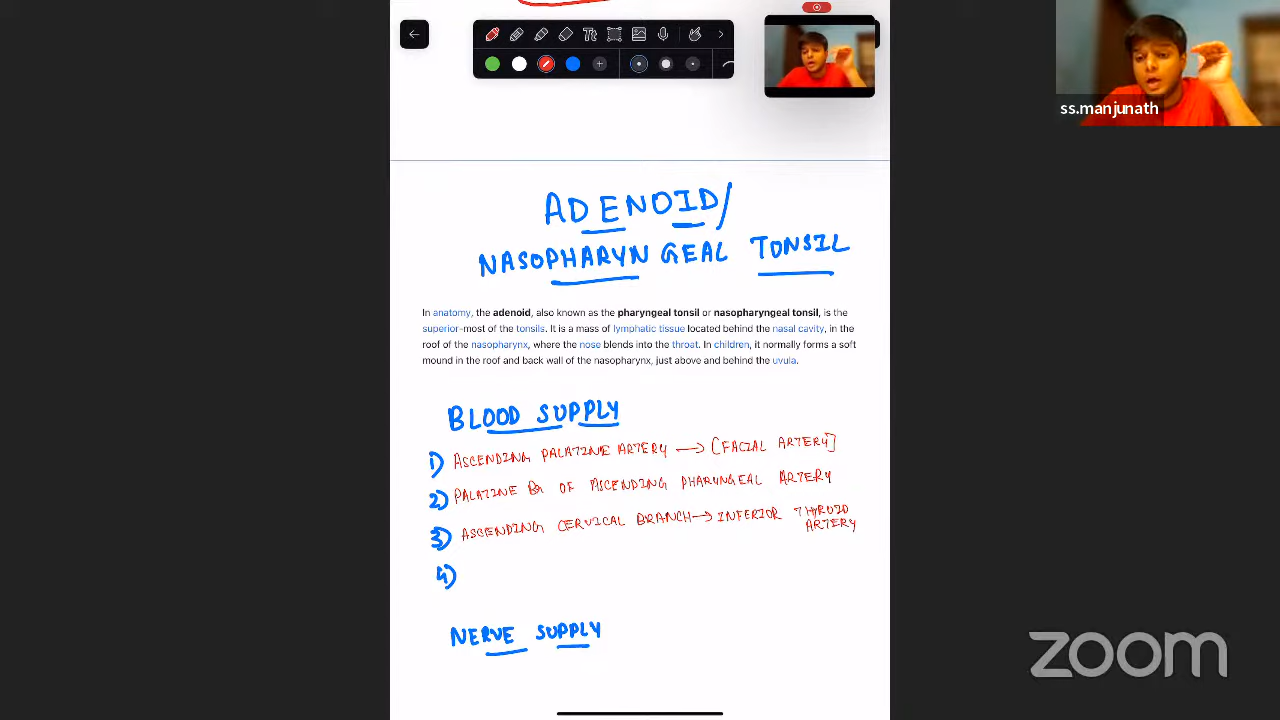 Tt
ss.manjunath
ADENOID/
NASOPHARYNGEAL TONSIL
In anatomy, the adenoid, also known as the pharyngeal tonsil or nasopharyngeal tonsil, is the
superior-most of the tonsils. It is a mass of lymphatic tissue located behind the nasal cavity, in the
roof of the nasopharynx, where the nose blends into the throat. In children, it normally forms a soft
mound in the roof and back wall of the nasopharynx, just above and behind the uvula.
BLOOD SUPPLY
1) ASCENDING PALATINE ARTERY → [FACIAL ARTERY]
2) PALATINE Br OF ASCENDING PHARYNGEAL ARTERY
3) ASCENDING CERVICAL BRANCH → INFERIOR THYROID
ARTERY
4)
NERVE SUPPLY
zoom